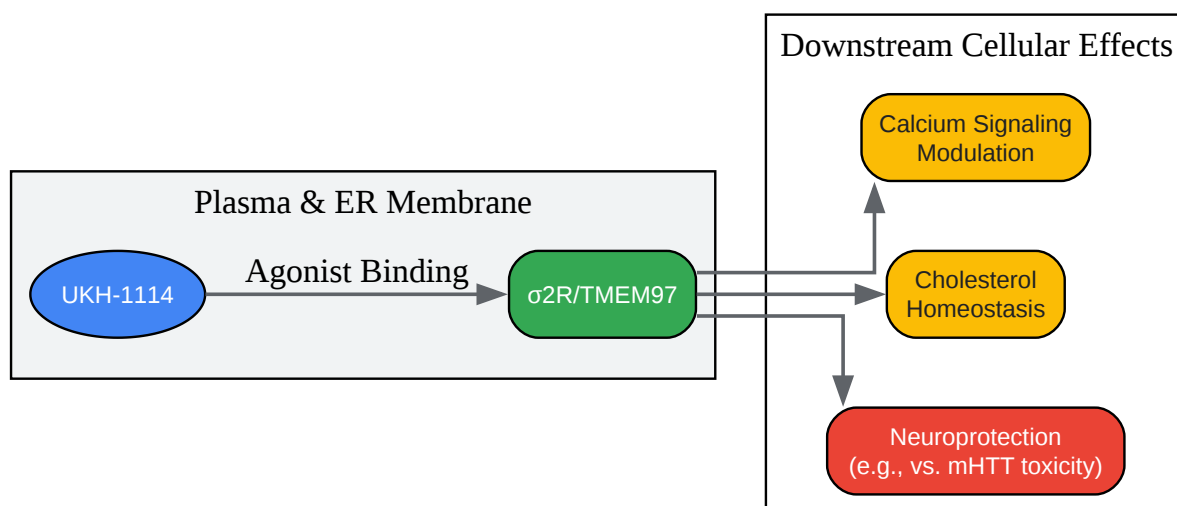 Downstream Cellular Effects
Calcium Signaling
Modulation
Plasma & ER Membrane
UKH-1114
Agonist Binding
σ2R/TMEM97
Cholesterol
Homeostasis
Neuroprotection
(e.g., vs. mHTT toxicity)